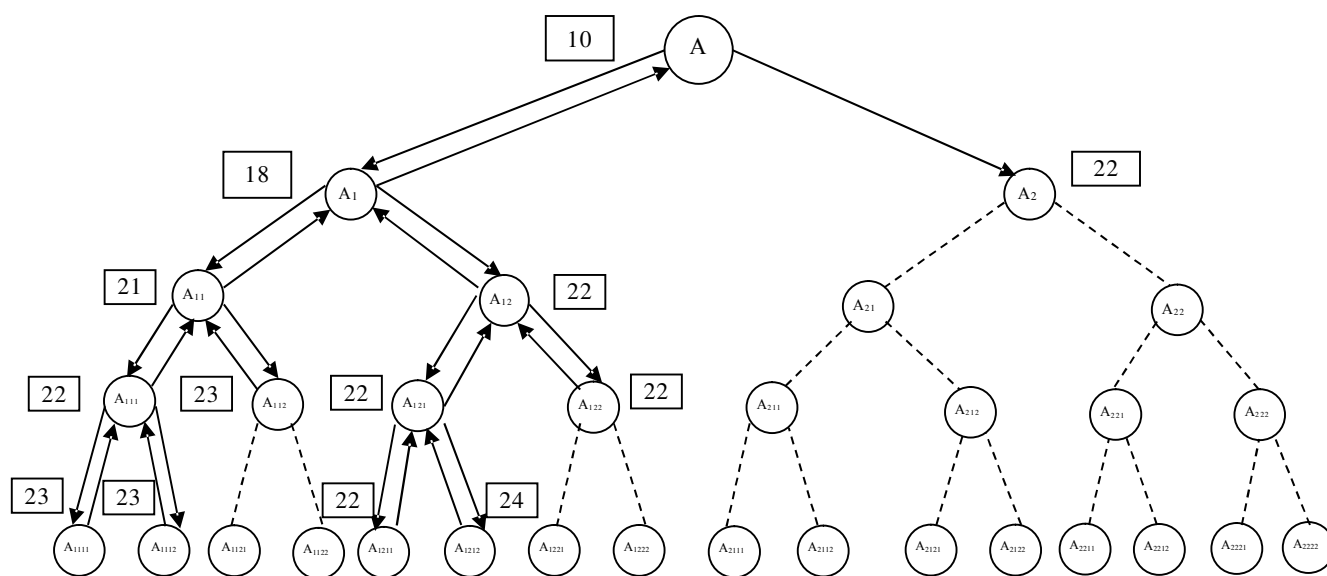 10
A
18
A₁
A₂
22
21
A₁₁
A₁₂
22
A₂₁
A₂₂
22
A₁₁₁
23
A₁₁₂
22
A₁₂₁
A₁₂₂
22
A₂₁₁
A₂₁₂
A₂₂₁
A₂₂₂
23
23
22
24
A₁₁₁₁
A₁₁₁₂
A₁₁₂₁
A₁₁₂₂
A₁₂₁₁
A₁₂₁₂
A₁₂₂₁
A₁₂₂₂
A₂₁₁₁
A₂₁₁₂
A₂₁₂₁
A₂₁₂₂
A₂₂₁₁
A₂₂₁₂
A₂₂₂₁
A₂₂₂₂